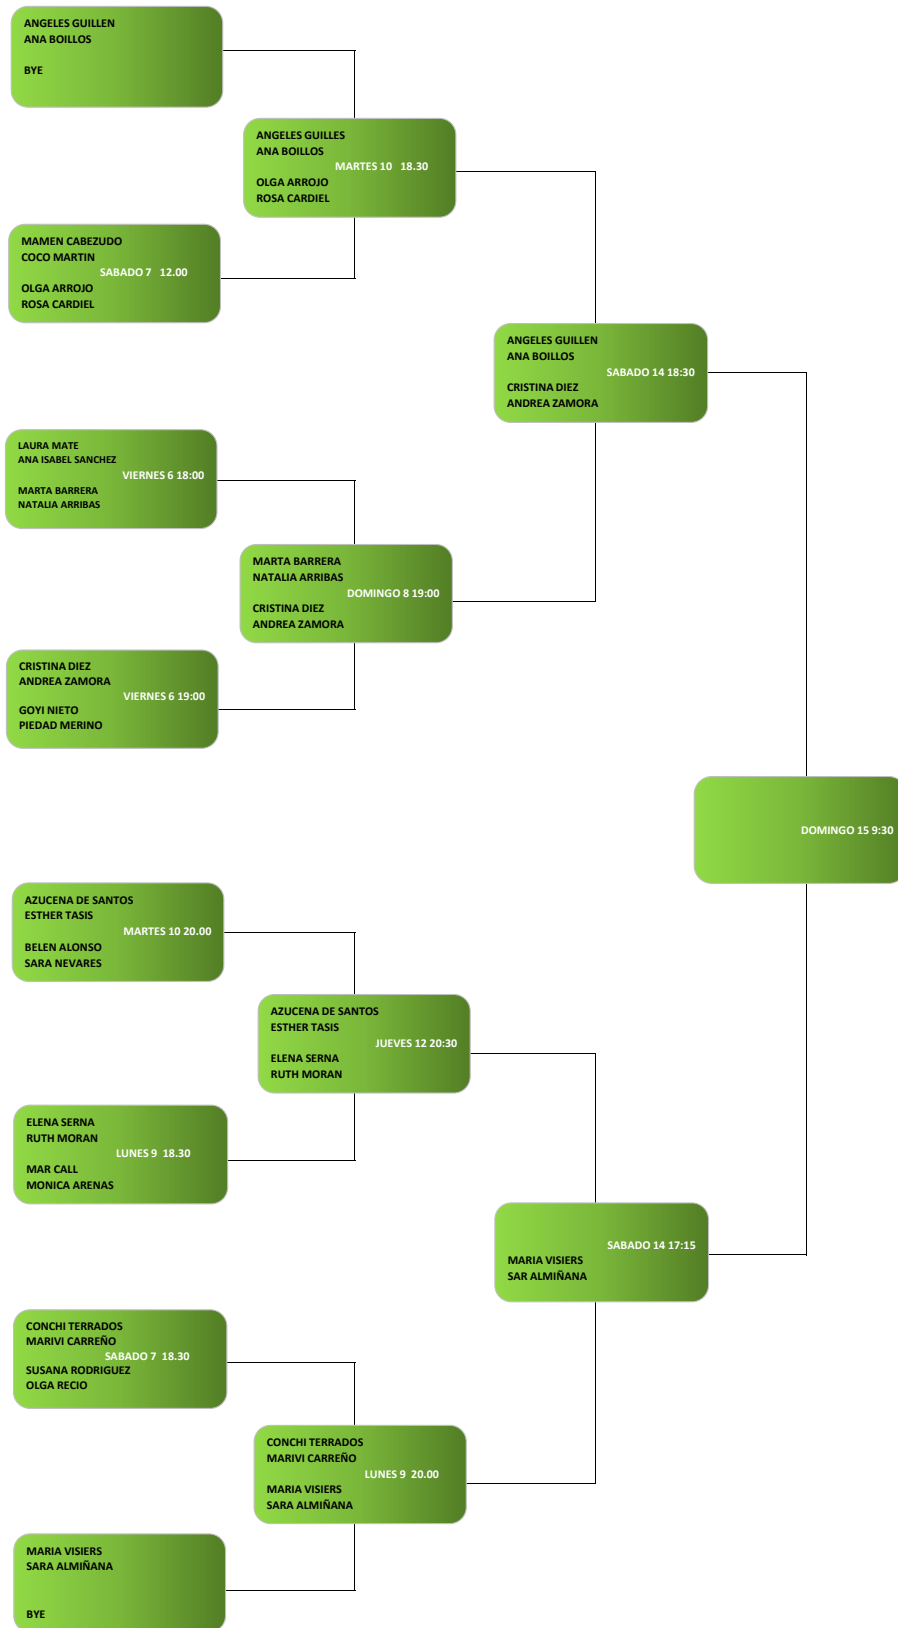 ANGELES GUILLEN
ANA BOILLOS
BYE
ANGELES GUILLES
ANA BOILLOS
MARTES 10 18.30
OLGA ARROJO
ROSA CARDIEL
MAMEN CABEZUDO
COCO MARTIN
SABADO 7 12.00
OLGA ARROJO
ROSA CARDIEL
ANGELES GUILLEN
ANA BOILLOS
SABADO 14 18:30
CRISTINA DIEZ
ANDREA ZAMORA
LAURA MATE
ANA ISABEL SANCHEZ
VIERNES 6 18:00
MARTA BARRERA
NATALIA ARRIBAS
MARTA BARRERA
NATALIA ARRIBAS
DOMINGO 8 19:00
CRISTINA DIEZ
ANDREA ZAMORA
CRISTINA DIEZ
ANDREA ZAMORA
VIERNES 6 19:00
GOYI NIETO
PIEDAD MERINO
DOMINGO 15 9:30
AZUCENA DE SANTOS
ESTHER TASIS
MARTES 10 20.00
BELEN ALONSO
SARA NEVARES
AZUCENA DE SANTOS
ESTHER TASIS
JUEVES 12 20:30
ELENA SERNA
RUTH MORAN
ELENA SERNA
RUTH MORAN
LUNES 9 18.30
MAR CALL
MONICA ARENAS
SABADO 14 17:15
MARIA VISIERS
SAR ALMIÑANA
CONCHI TERRADOS
MARIVI CARREÑO
SABADO 7 18.30
SUSANA RODRIGUEZ
OLGA RECIO
CONCHI TERRADOS
MARIVI CARREÑO
LUNES 9 20.00
MARIA VISIERS
SARA ALMIÑANA
MARIA VISIERS
SARA ALMIÑANA
BYE